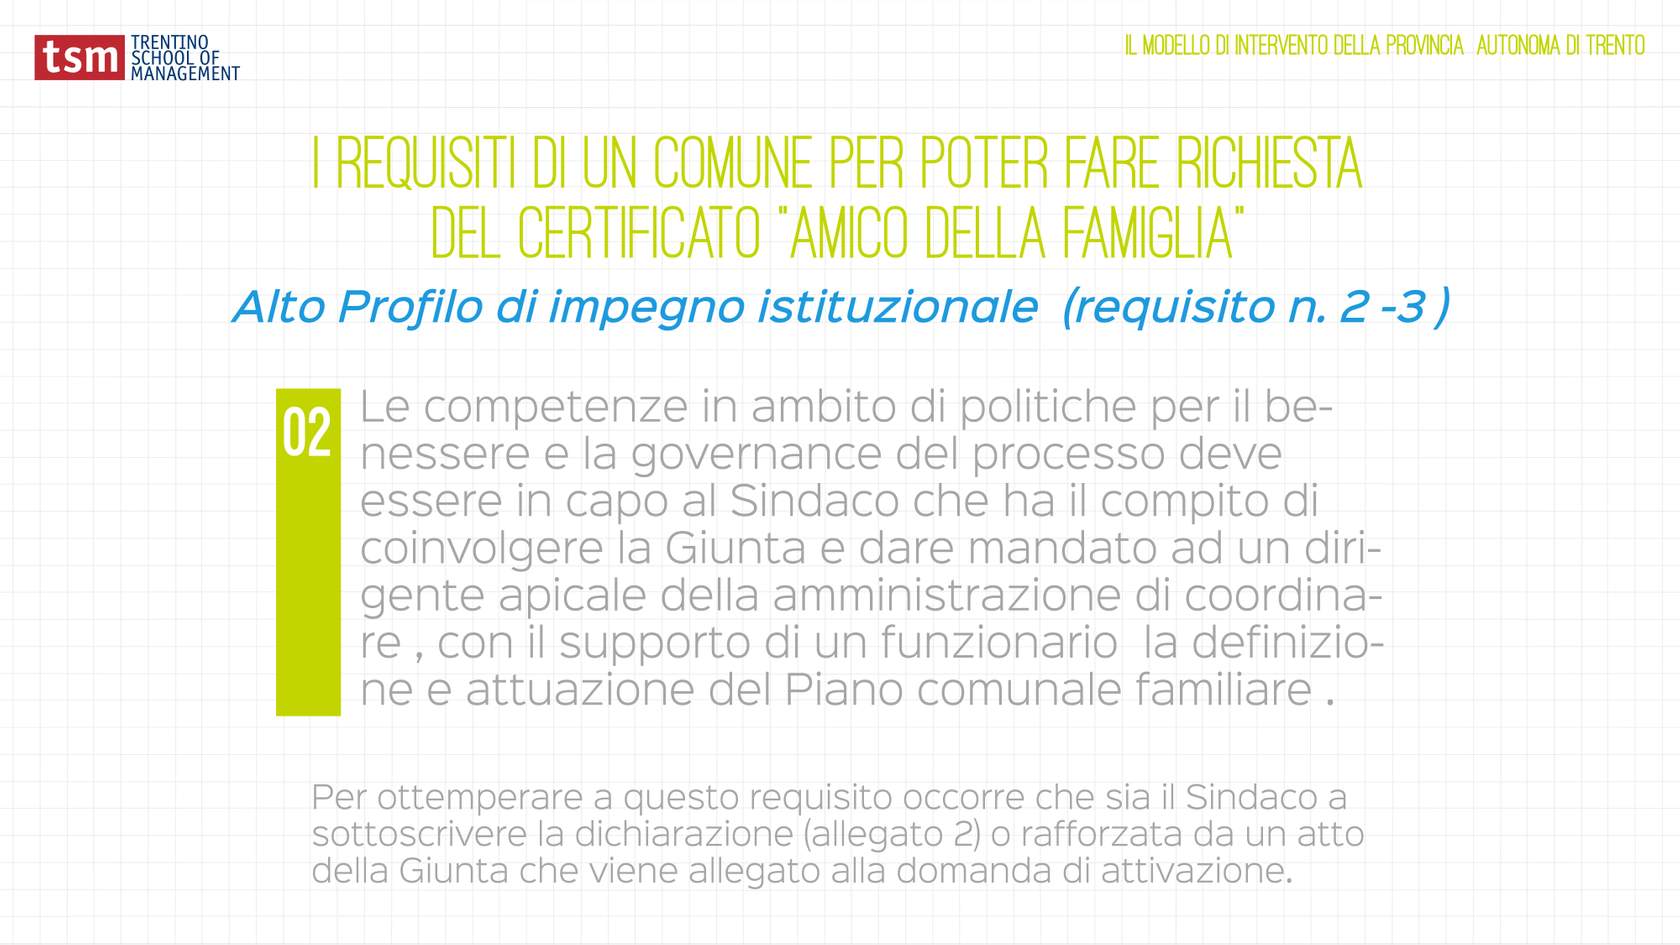 tsm TRENTINO
SCHOOL OF
MANAGEMENT
IL MODELLO DI INTERVENTO DELLA PROVINCIA AUTONOMA DI TRENTO
I REQUISITI DI UN COMUNE PER POTER FARE RICHIESTA
DEL CERTIFICATO "AMICO DELLA FAMIGLIA"
Alto Profilo di impegno istituzionale (requisito n. 2 -3 )
02
Le competenze in ambito di politiche per il be-
nessere e la governance del processo deve
essere in capo al Sindaco che ha il compito di
coinvolgere la Giunta e dare mandato ad un diri-
gente apicale della amministrazione di coordina-
re , con il supporto di un funzionario la definizio-
ne e attuazione del Piano comunale familiare .
Per ottemperare a questo requisito occorre che sia il Sindaco a
sottoscrivere la dichiarazione (allegato 2) o rafforzata da un atto
della Giunta che viene allegato alla domanda di attivazione.